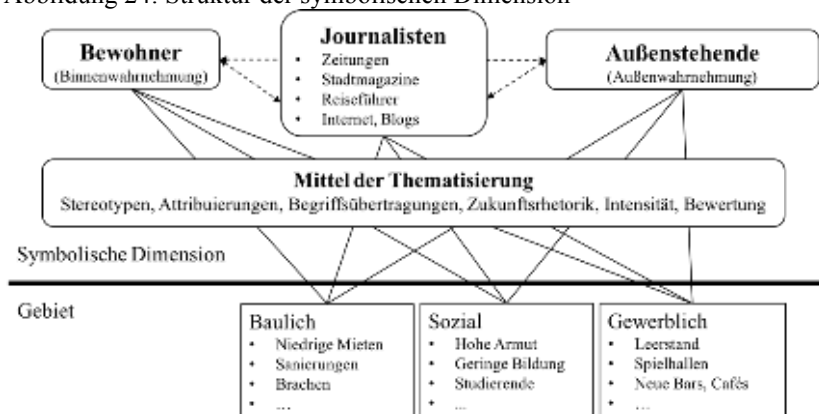 Abbildung 24: Struktur der symbolischen Dimension
Bewohner
(Binnenwahrnehmung)
Journalisten
• Zeitungen
• Stadtmagazine
• Reiseführer
• Internet, Blogs
Außenstehende
(Außenwahrnehmung)
Mittel der Thematisierung
Stereotypen, Attribuierungen, Begriffsübertragungen, Zukunftsrhetorik, Intensität, Bewertung
Symbolische Dimension
Gebiet
Baulich
• Niedrige Mieten
• Sanierungen
• Brachen
• ...
Sozial
• Hohe Armut
• Geringe Bildung
• Studierende
• ...
Gewerblich
• Leerstand
• Spielhallen
• Neue Bars, Cafés
• ...